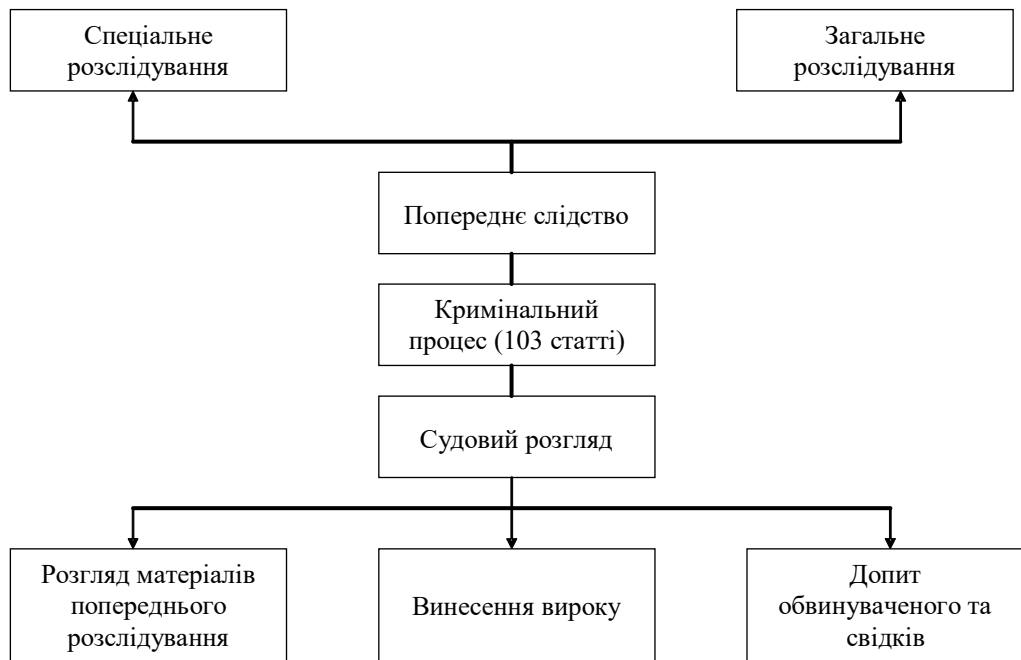 Спеціальне
розслідування
Загальне
розслідування
Попереднє слідство
Кримінальний
процес (103 статті)
Судовий розгляд
Розгляд матеріалів
попереднього
розслідування
Винесення вироку
Допит
обвинуваченого та
свідків